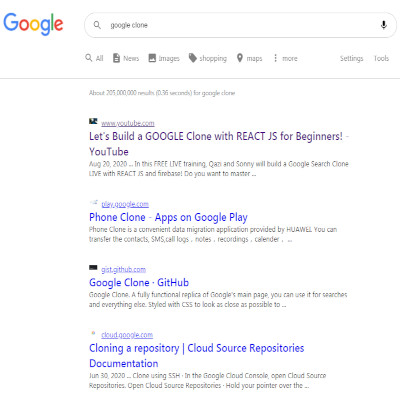 Google
google clone
All News Images shopping maps more Settings Tools
About 203,000,000 results (0.36 seconds) for google clone
www.youtube.com
Let's Build a GOOGLE Clone with REACT JS for Beginners! -
YouTube
Aug 20, 2020 ... In this FREE LIVE training, Qazi and Sonny will build a Google Search Clone
LIVE with REACT JS and firebase! Do you want to master ...
play.google.com
Phone Clone - Apps on Google Play
Phone Clone is a convenient data migration application provided by HUAWEI. You can
transfer the contacts, SMS,call logs , notes , recordings , calender , ...
gist.github.com
Google Clone · GitHub
Google Clone. A fully functional replica of Google's main page, you can use it for searches
and everything else. Styled with CSS to look as close as possible to ...
cloud.google.com
Cloning a repository | Cloud Source Repositories
Documentation
Jun 30, 2020 ... Clone using SSH · In the Google Cloud Console, open Cloud Source
Repositories. Open Cloud Source Repositories · Hold your pointer over the ...